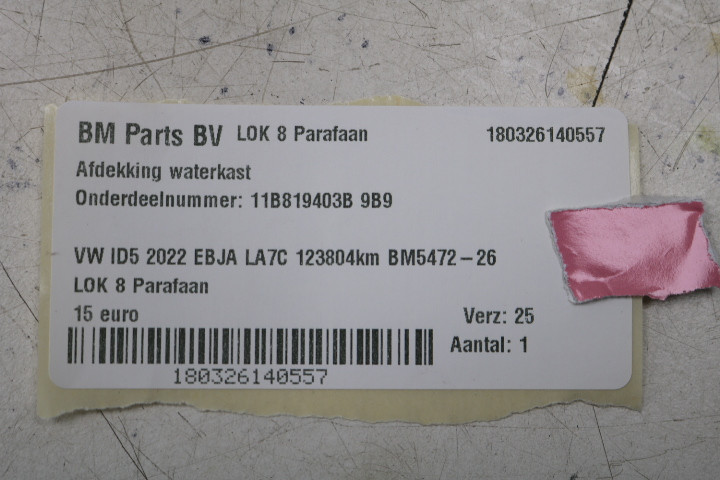 BM Parts BV LOK 8 Parafaan 180326140557
Afdekking waterkast
Onderdeelnummer: 11B819403B 9B9
VW ID5 2022 EBJA LA7C 123804km BM5472-26
LOK 8 Parafaan
15 euro Verz: 25
Aantal: 1
180326140557